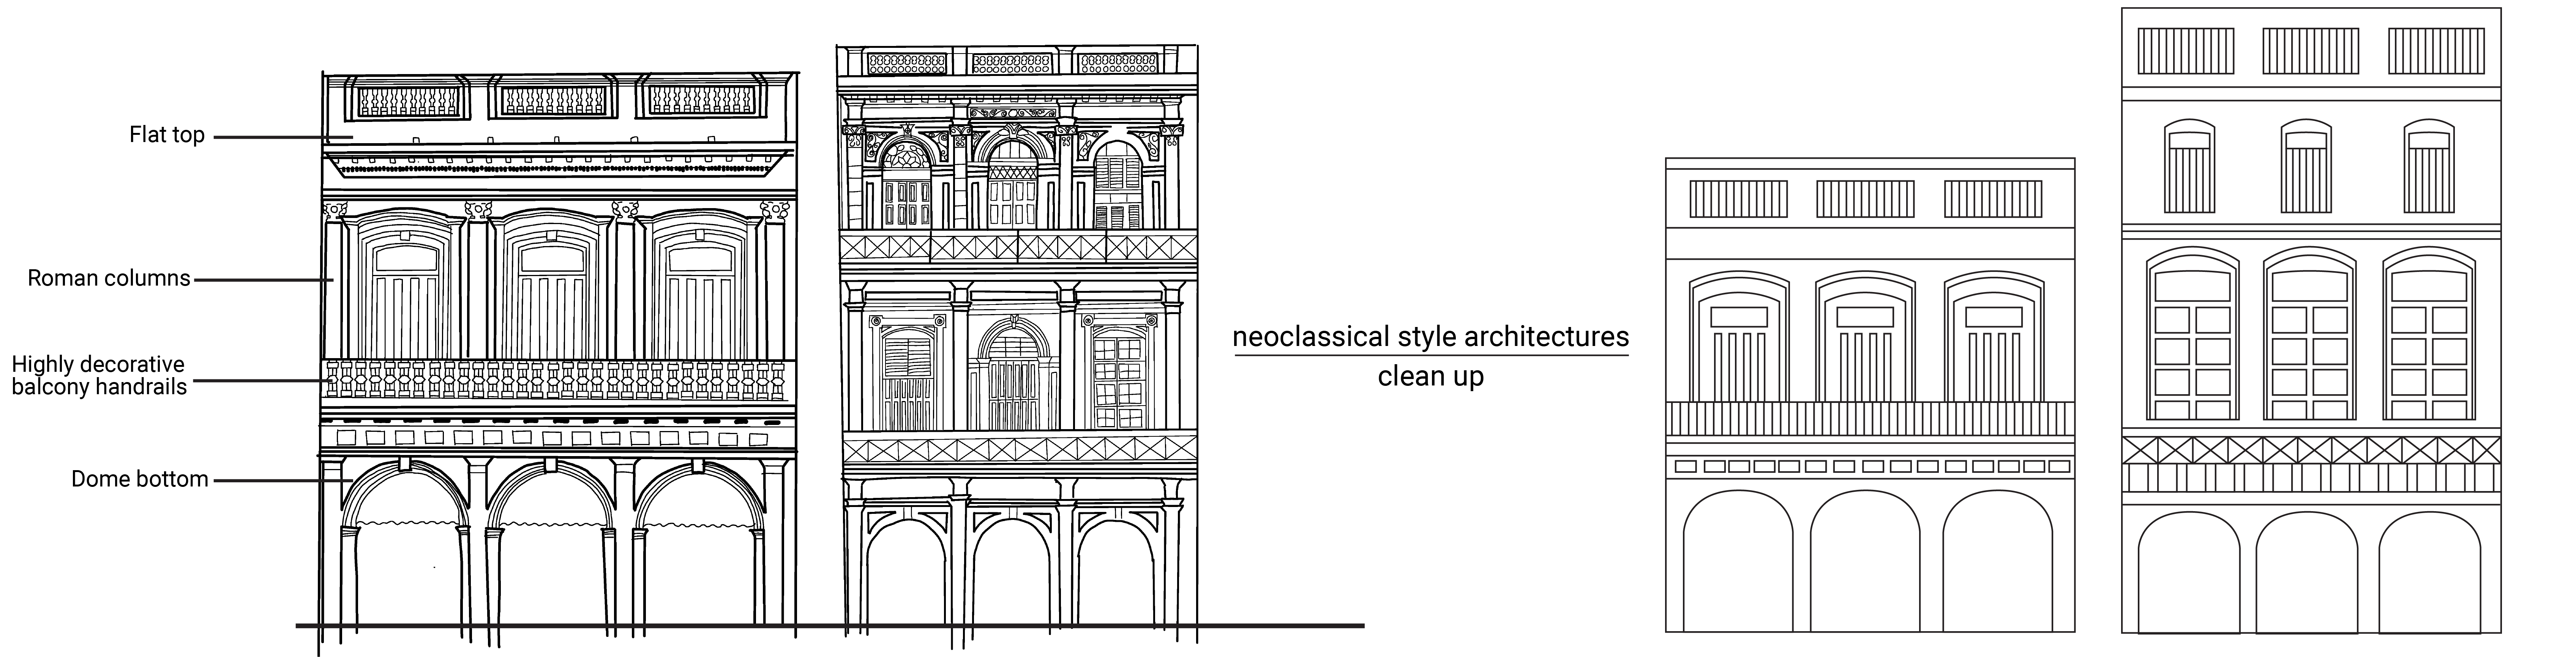 Flat top
Roman columns
Highly decorative
balcony handrails
Dome bottom
neoclassical style architectures
clean up